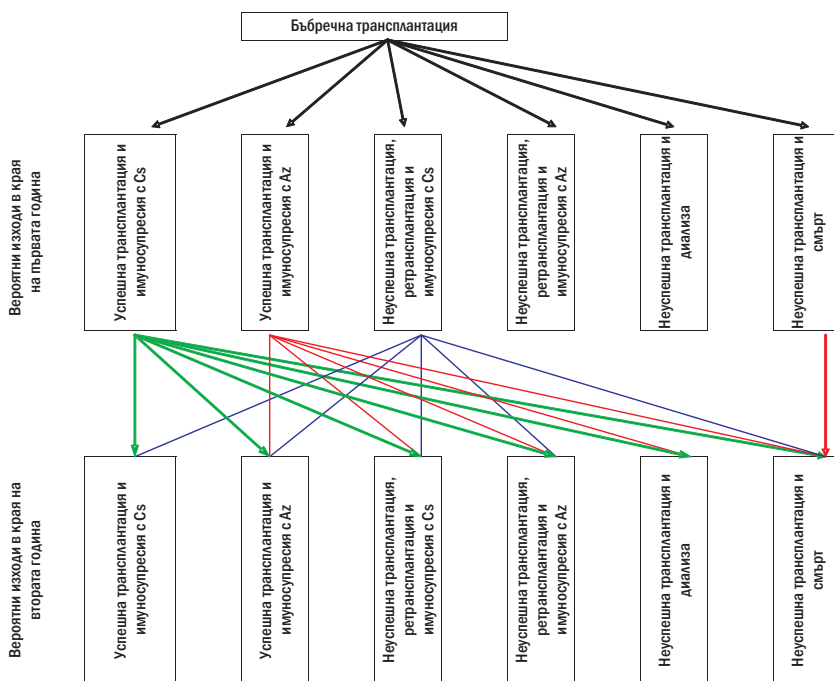 Бъбречна трансплантация
Вероятни изходи в края
на първата година
Успешна трансплантация и
имуносупресия с Cs
Успешна трансплантация и
имуносупресия с Az
Неуспешна трансплантация,
ретрансплантация и
имуносупресия с Cs
Неуспешна трансплантация,
ретрансплантация и
имуносупресия с Az
Неуспешна трансплантация и
диализа
Неуспешна трансплантация и
смърт
Вероятни изходи в края на
втората година
Успешна трансплантация и
имуносупресия с Cs
Успешна трансплантация и
имуносупресия с Az
Неуспешна трансплантация,
ретрансплантация и
имуносупресия с Cs
Неуспешна трансплантация,
ретрансплантация и
имуносупресия с Az
Неуспешна трансплантация и
диализа
Неуспешна трансплантация и
смърт